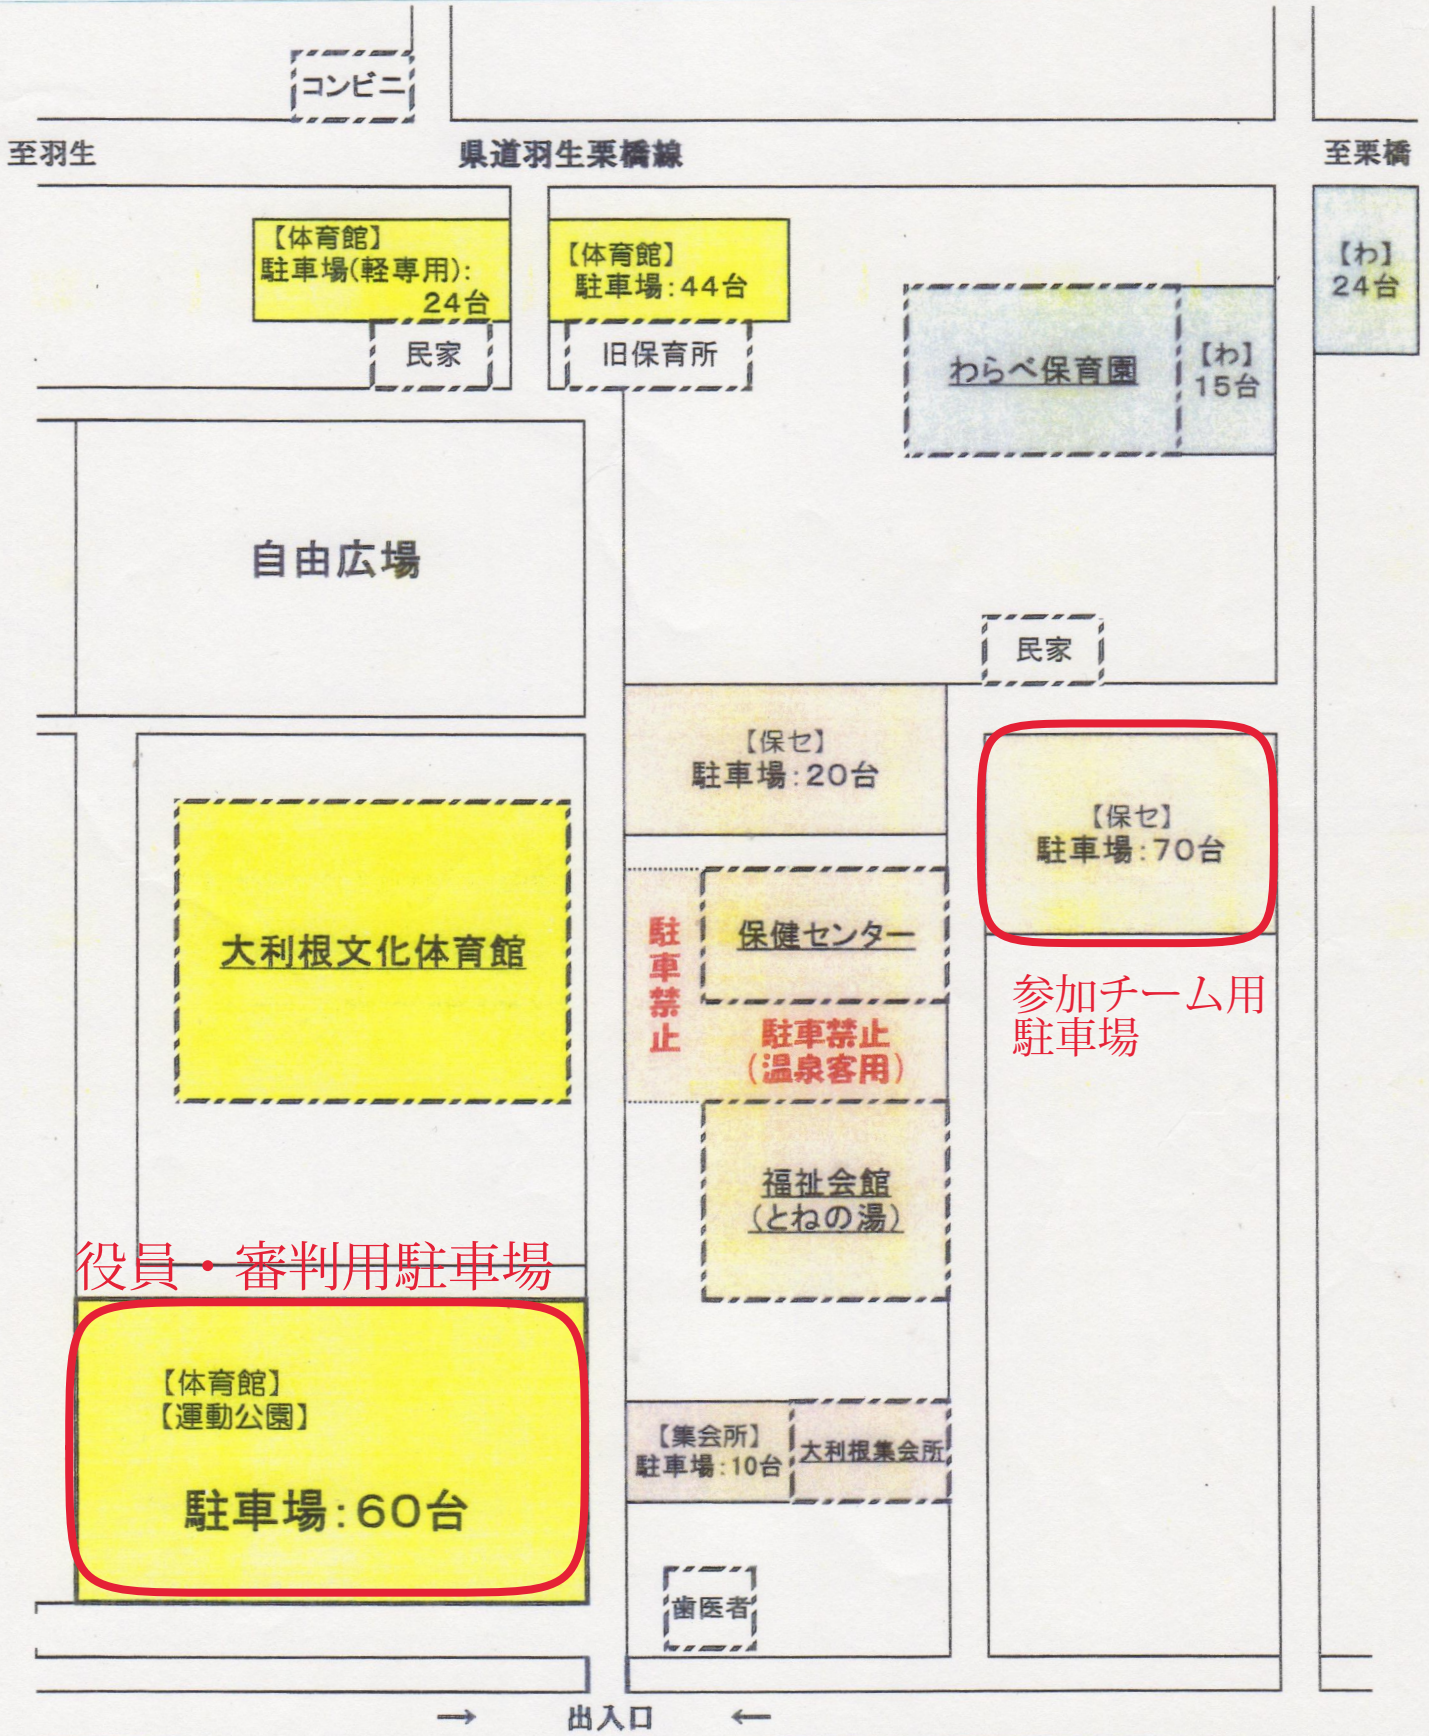 コンビニ
至羽生
県道羽生栗橋線
至栗橋
【体育館】
駐車場(軽専用):
24台
【体育館】
駐車場:44台
【わ】
24台
民家
旧保育所
わらべ保育園
【わ】
15台
自由広場
民家
【保セ】
駐車場:20台
【保セ】
駐車場:70台
大利根文化体育館
駐車禁止
保健センター
駐車禁止
(温泉客用)
参加チーム用
駐車場
福祉会館
(とねの湯)
役員・審判用駐車場
【体育館】
【運動公園】
駐車場:60台
【集会所】
駐車場:10台
大利根集会所
歯医者
→ 出入口 ←